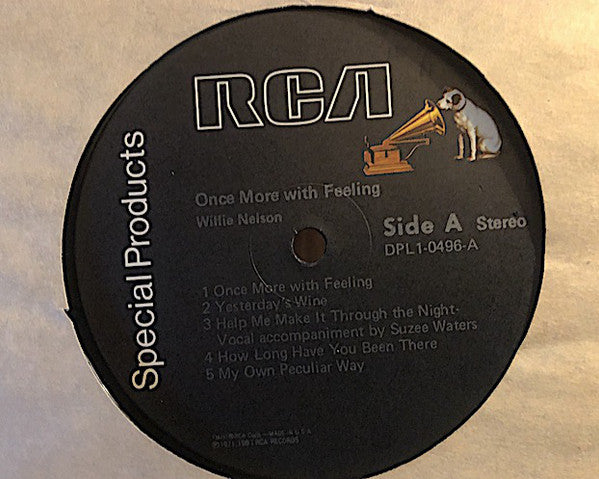 RCA
Special Products
Once More with Feeling
Willie Nelson
Side A Stereo
DPL1-0496-A
1 Once More with Feeling
2 Yesterday's Wine
3 Help Me Make It Through the Night-
Vocal accompaniment by Suzee Waters
4 How Long Have You Been There
5 My Own Peculiar Way
RCA RECORDS